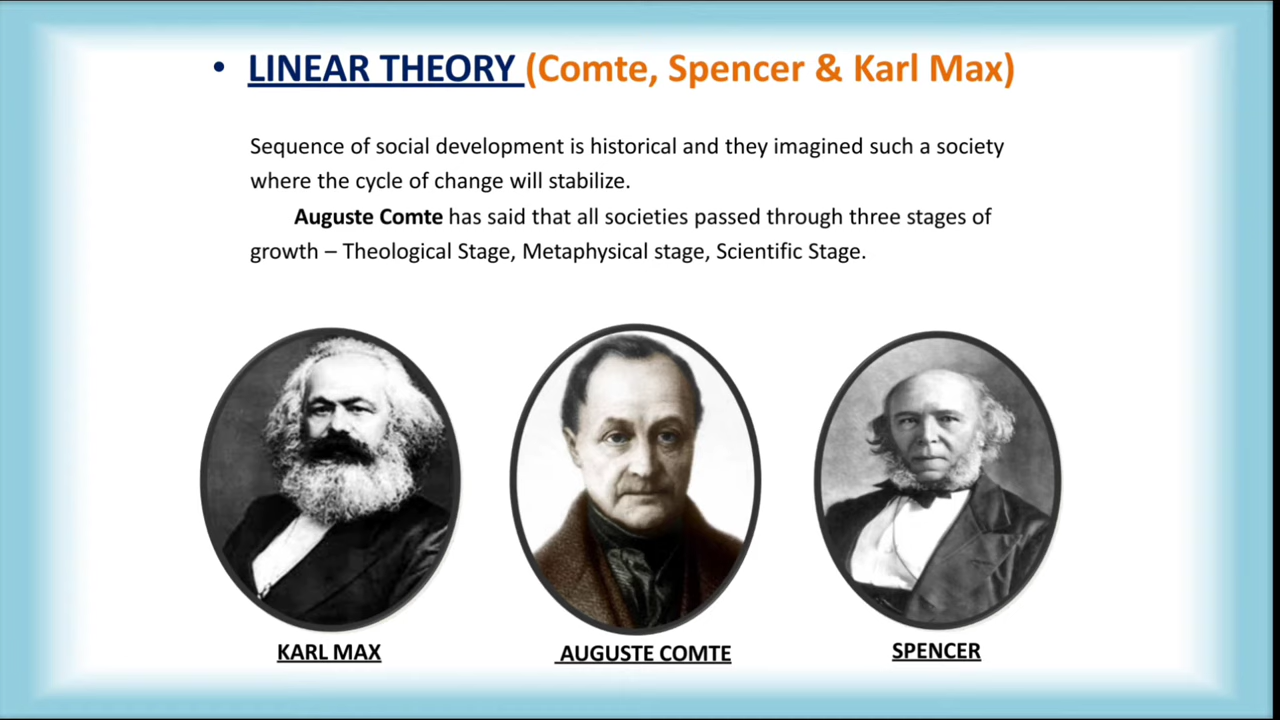 • LINEAR THEORY (Comte, Spencer & Karl Max)
Sequence of social development is historical and they imagined such a society
where the cycle of change will stabilize.
Auguste Comte has said that all societies passed through three stages of
growth – Theological Stage, Metaphysical stage, Scientific Stage.
KARL MAX AUGUSTE COMTE SPENCER